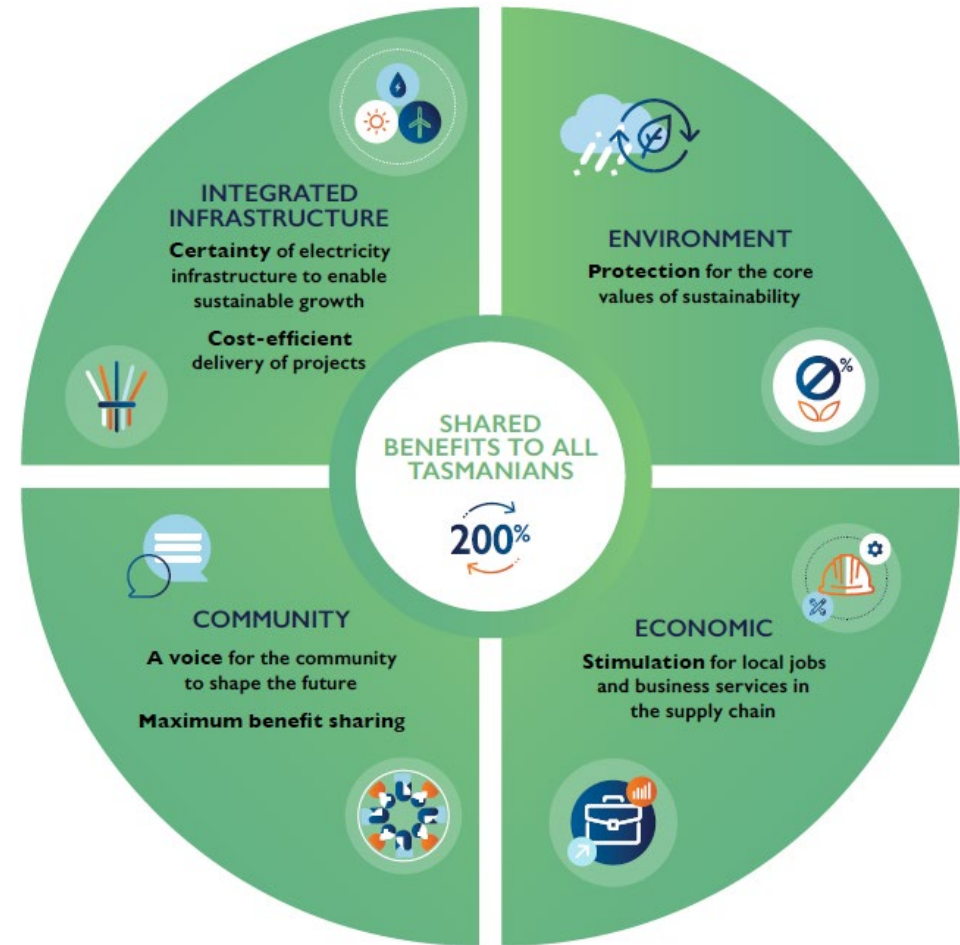 INTEGRATED
INFRASTRUCTURE
Certainty of electricity
infrastructure to enable
sustainable growth
Cost-efficient
delivery of projects
ENVIRONMENT
Protection for the core
values of sustainability
%
SHARED
BENEFITS TO ALL
TASMANIANS
200%
COMMUNITY
A voice for the community
to shape the future
Maximum benefit sharing
ECONOMIC
Stimulation for local jobs
and business services in
the supply chain